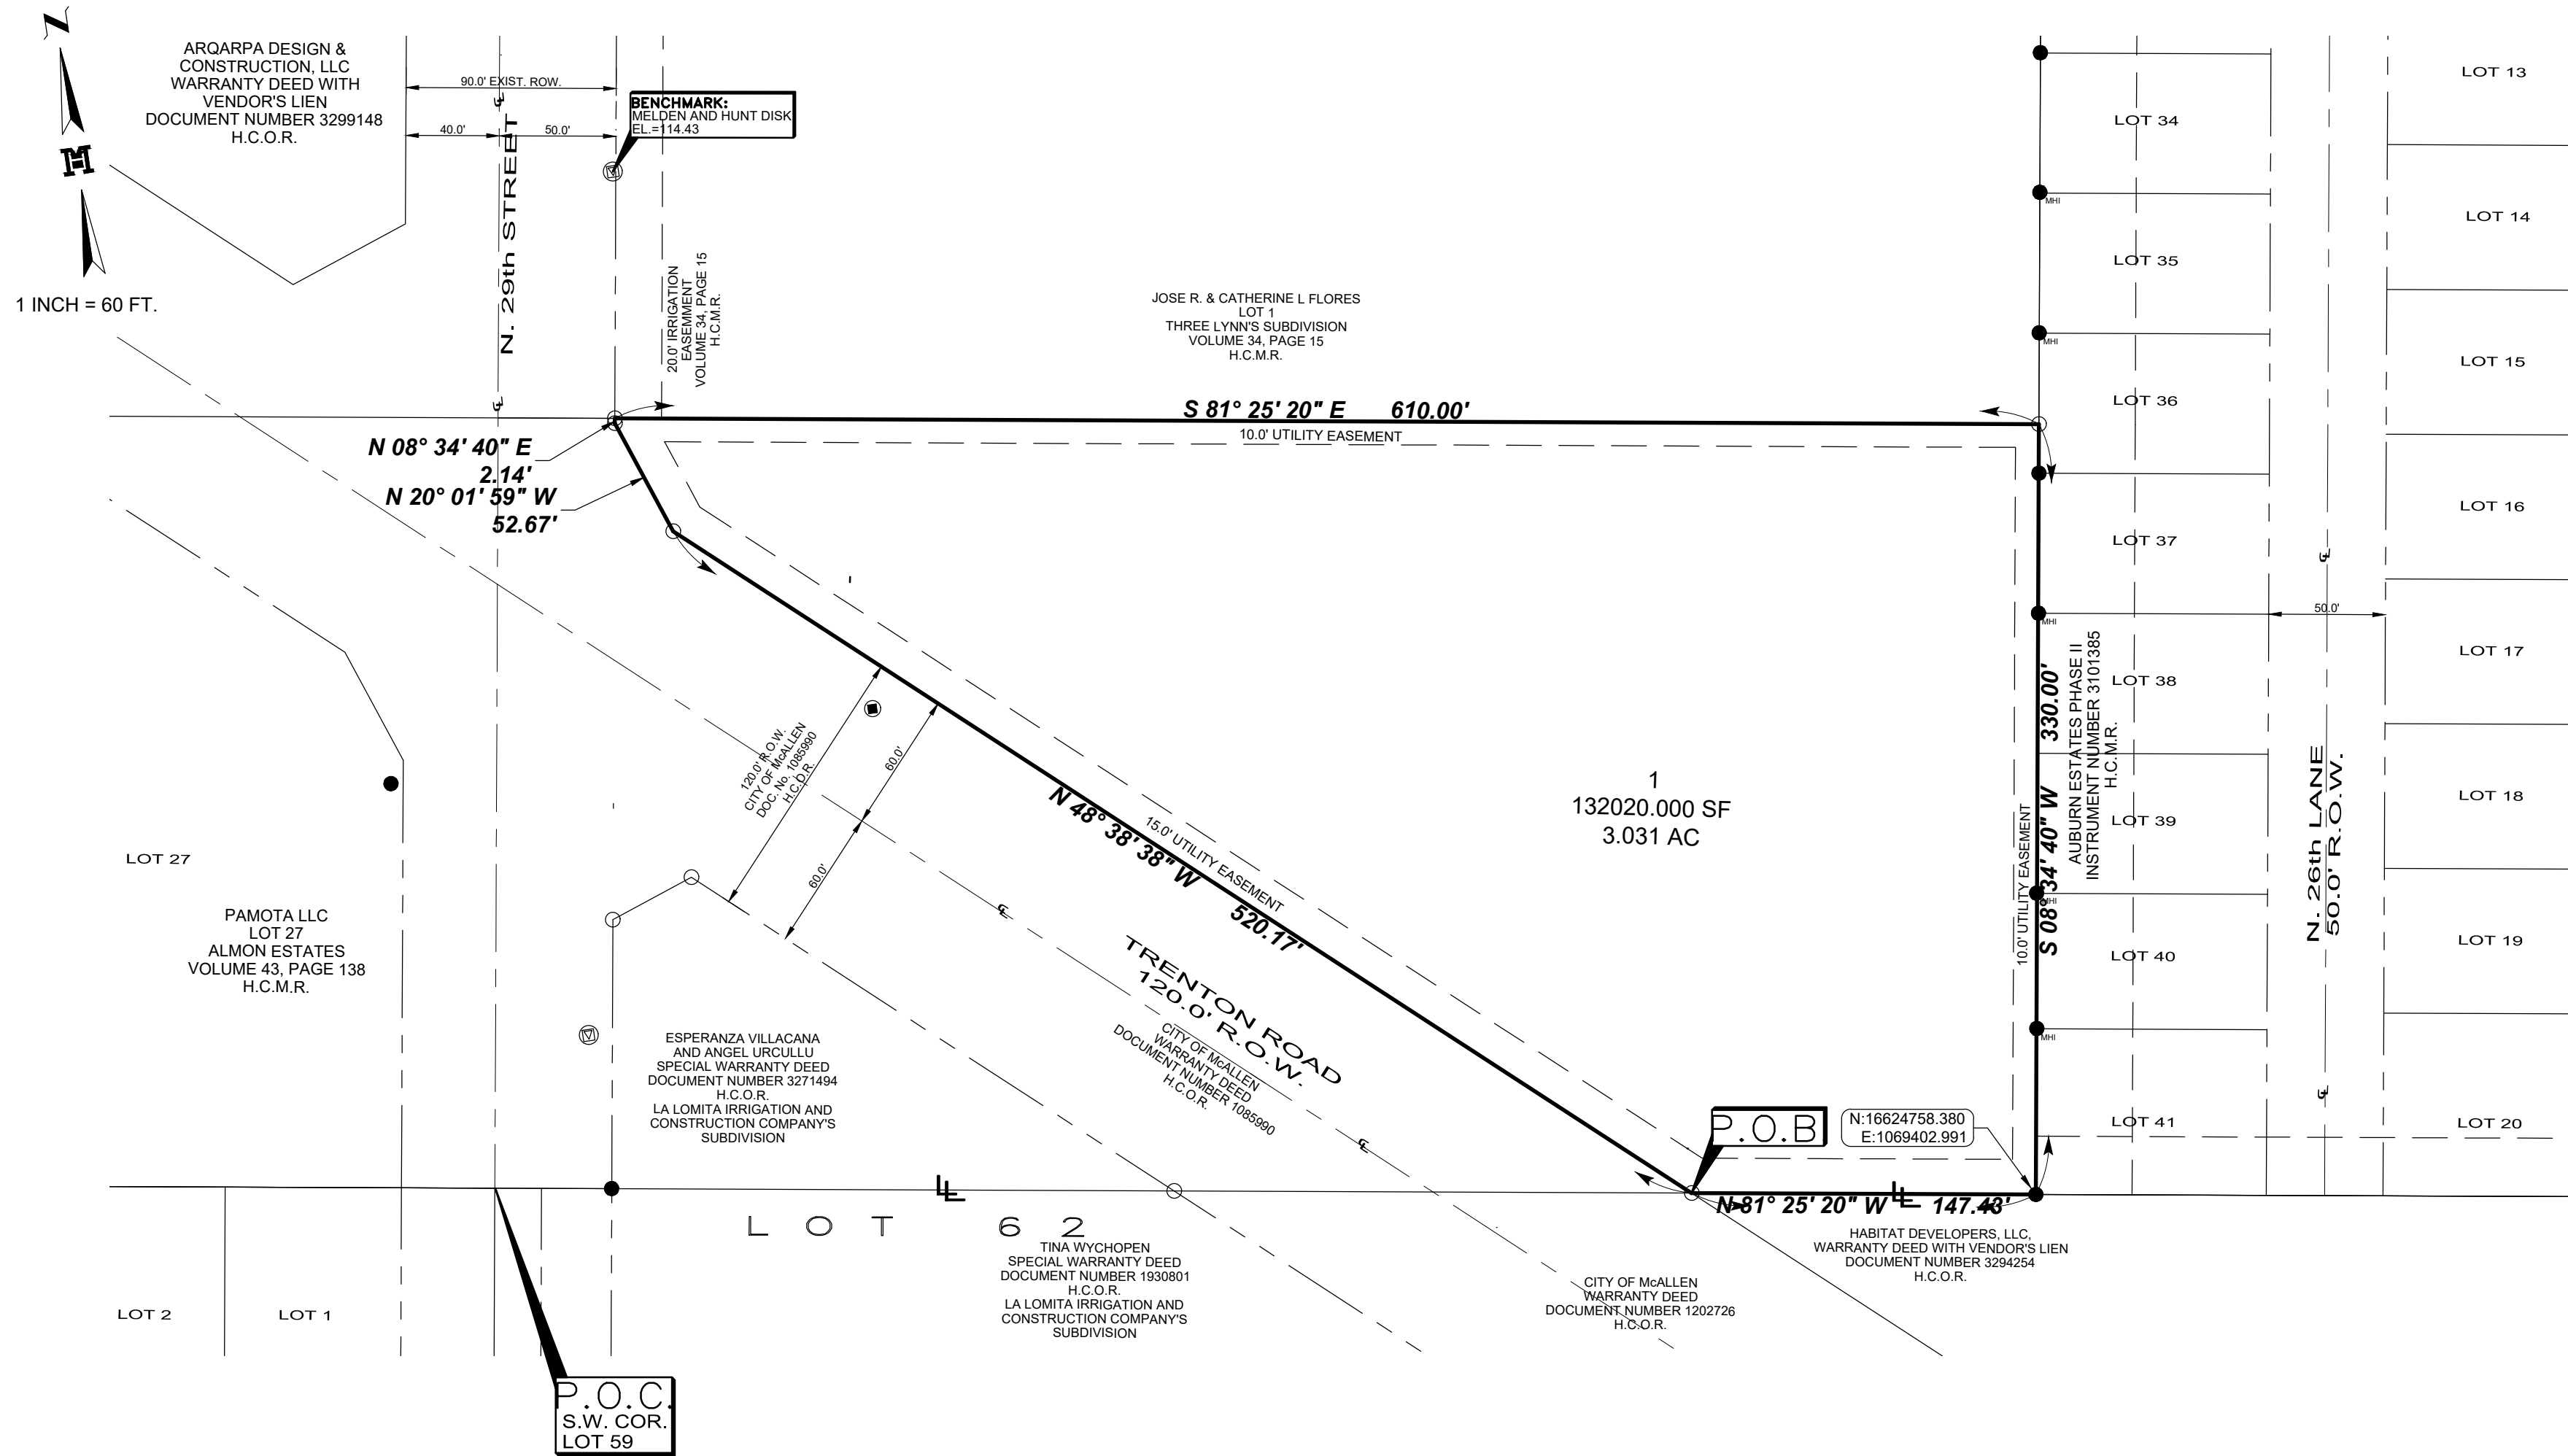 N
ARQARPA DESIGN &
CONSTRUCTION, LLC
WARRANTY DEED WITH
VENDOR'S LIEN
DOCUMENT NUMBER 3299148
H.C.O.R.
90.0' EXIST. ROW.
40.0'
50.0'
BENCHMARK:
MELDEN AND HUNT DISK
EL.=114.43
1 INCH = 60 FT.
N. 29th STREET
20.0' IRRIGATION
EASEMMENT
VOLUME 34, PAGE 15
H.C.M.R.
JOSE R. & CATHERINE L FLORES
LOT 1
THREE LYNN'S SUBDIVISION
VOLUME 34, PAGE 15
H.C.M.R.
S 81° 25' 20" E 610.00'
10.0' UTILITY EASEMENT
N 08° 34' 40" E
2.14'
N 20° 01' 59" W
52.67'
LOT 34
MHI
LOT 35
MHI
LOT 36
LOT 37
MHI
LOT 38
LOT 39
MHI
LOT 40
MHI
LOT 41
LOT 13
LOT 14
LOT 15
LOT 16
LOT 17
LOT 18
LOT 19
LOT 20
50.0'
N. 26th LANE
50.0' R.O.W.
AUBURN ESTATES PHASE II
INSTRUMENT NUMBER 3101385
H.C.M.R.
S 08° 34' 40" W 330.00'
10.0' UTILITY EASEMENT
1
132020.000 SF
3.031 AC
120.0' R.O.W.
CITY OF McALLEN
DOC. No. 1085990
H.C.O.R.
60.0'
60.0'
N 48° 38' 38" W 520.17'
15.0' UTILITY EASEMENT
TRENTON ROAD
120.0' R.O.W.
CITY OF McALLEN
WARRANTY DEED
DOCUMENT NUMBER 1085990
H.C.O.R.
LOT 27
PAMOTA LLC
LOT 27
ALMON ESTATES
VOLUME 43, PAGE 138
H.C.M.R.
ESPERANZA VILLACANA
AND ANGEL URCULLU
SPECIAL WARRANTY DEED
DOCUMENT NUMBER 3271494
H.C.O.R.
LA LOMITA IRRIGATION AND
CONSTRUCTION COMPANY'S
SUBDIVISION
P.O.B
N:16624758.380
E:1069402.991
N 81° 25' 20" W 147.43'
LOT 62
TINA WYCHOPEN
SPECIAL WARRANTY DEED
DOCUMENT NUMBER 1930801
H.C.O.R.
LA LOMITA IRRIGATION AND
CONSTRUCTION COMPANY'S
SUBDIVISION
HABITAT DEVELOPERS, LLC,
WARRANTY DEED WITH VENDOR'S LIEN
DOCUMENT NUMBER 3294254
H.C.O.R.
CITY OF McALLEN
WARRANTY DEED
DOCUMENT NUMBER 1202726
H.C.O.R.
LOT 2
LOT 1
P.O.C.
S.W. COR.
LOT 59